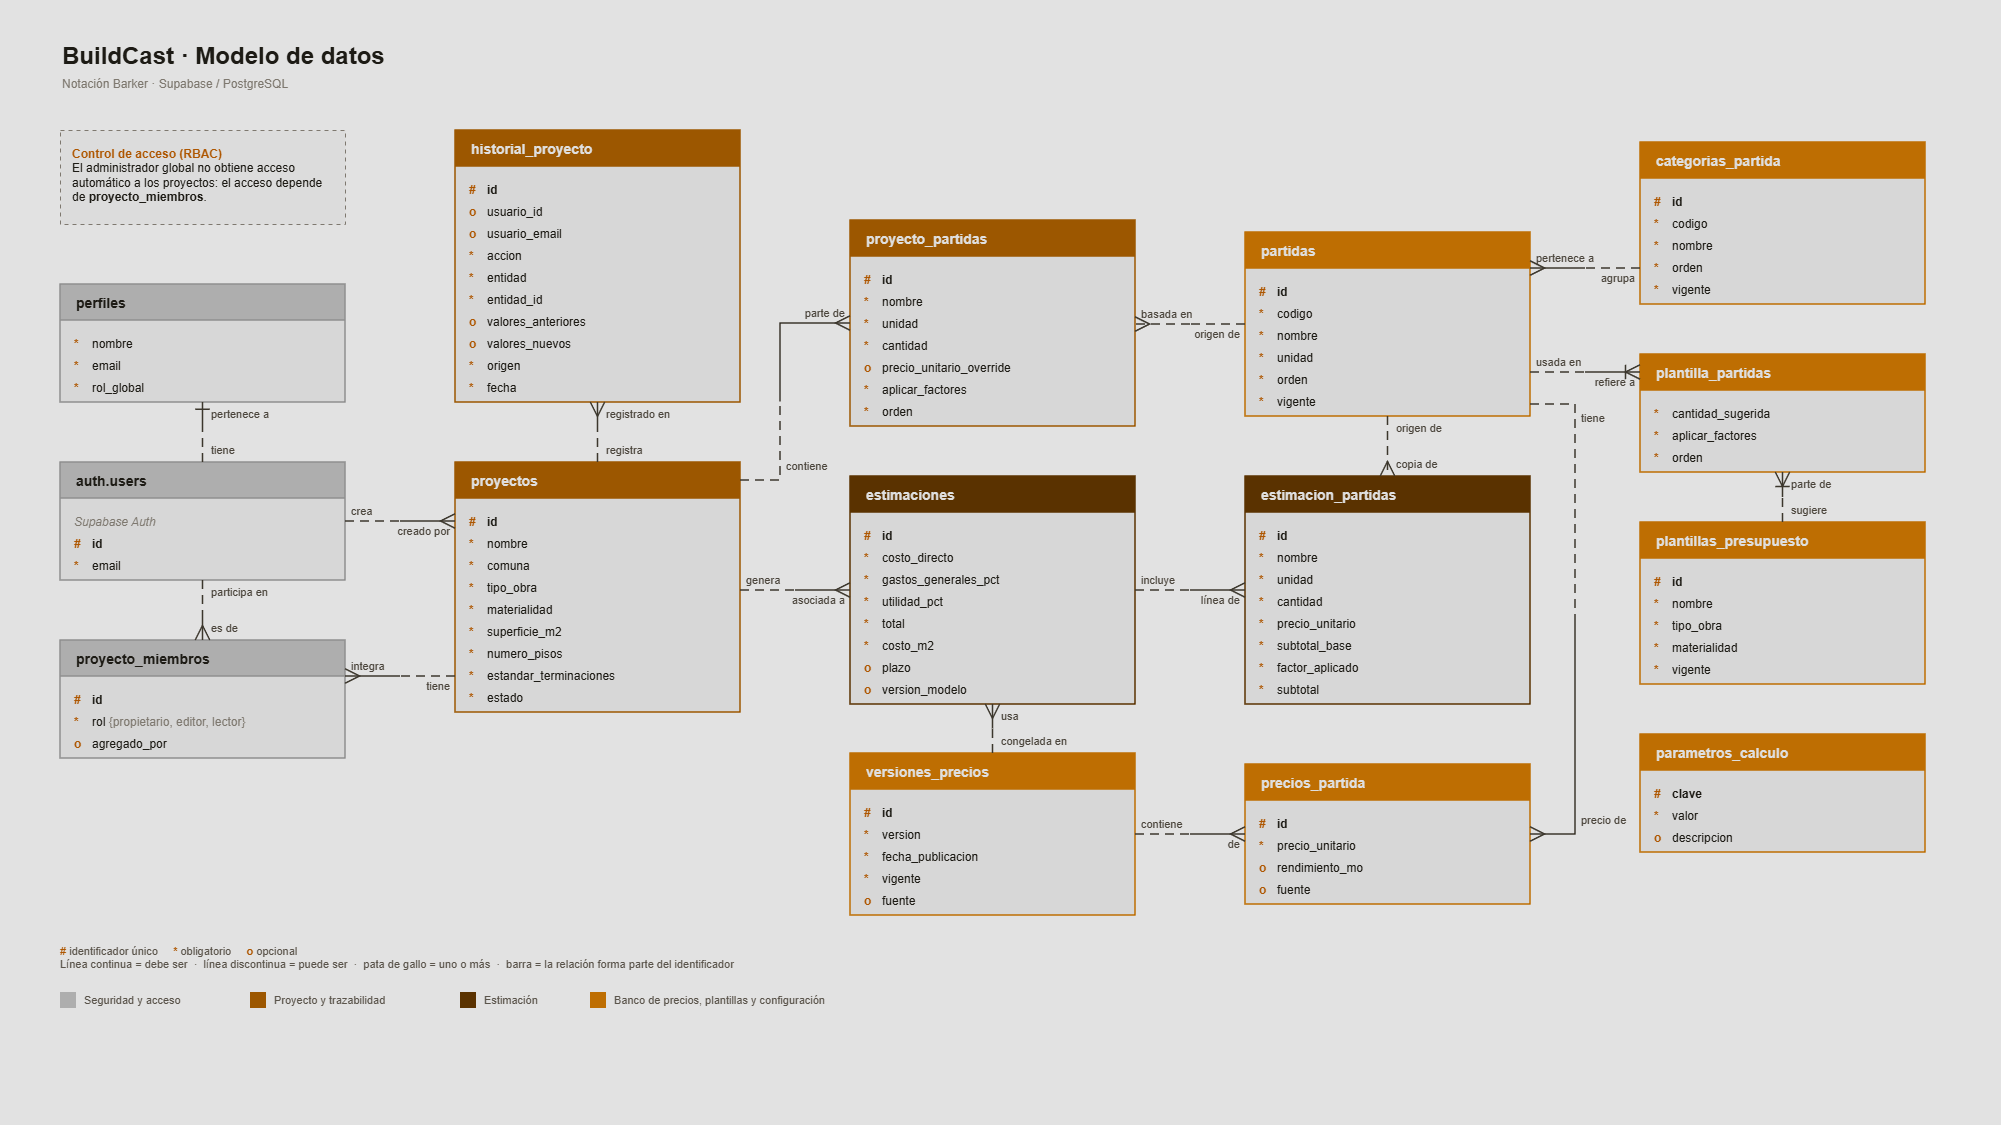 BuildCast · Modelo de datos
Notación Barker · Supabase / PostgreSQL
Control de acceso (RBAC)
El administrador global no obtiene acceso
automático a los proyectos: el acceso depende
de proyecto_miembros.
perfiles
* nombre
* email
* rol_global
pertenece a
tiene
auth.users
Supabase Auth
# id
* email
crea
creado por
participa en
es de
proyecto_miembros
# id
* rol {propietario, editor, lector}
o agregado_por
integra
tiene
historial_proyecto
# id
o usuario_id
o usuario_email
* accion
* entidad
* entidad_id
o valores_anteriores
o valores_nuevos
* origen
* fecha
registrado en
registra
proyectos
# id
* nombre
* comuna
* tipo_obra
* materialidad
* superficie_m2
* numero_pisos
* estandar_terminaciones
* estado
contiene
parte de
genera
asociada a
proyecto_partidas
# id
* nombre
* unidad
* cantidad
o precio_unitario_override
* aplicar_factores
* orden
basada en
origen de
estimaciones
# id
* costo_directo
* gastos_generales_pct
* utilidad_pct
* total
* costo_m2
o plazo
o version_modelo
incluye
línea de
usa
congelada en
versiones_precios
# id
* version
* fecha_publicacion
* vigente
o fuente
contiene
de
partidas
# id
* codigo
* nombre
* unidad
* orden
* vigente
pertenece a
agrupa
usada en
refiere a
tiene
origen de
copia de
estimacion_partidas
# id
* nombre
* unidad
* cantidad
* precio_unitario
* subtotal_base
* factor_aplicado
* subtotal
precios_partida
# id
* precio_unitario
o rendimiento_mo
o fuente
precio de
categorias_partida
# id
* codigo
* nombre
* orden
* vigente
plantilla_partidas
* cantidad_sugerida
* aplicar_factores
* orden
parte de
sugiere
plantillas_presupuesto
# id
* nombre
* tipo_obra
* materialidad
* vigente
parametros_calculo
# clave
* valor
o descripcion
# identificador único * obligatorio o opcional
Línea continua = debe ser · línea discontinua = puede ser · pata de gallo = uno o más · barra = la relación forma parte del identificador
Seguridad y acceso
Proyecto y trazabilidad
Estimación
Banco de precios, plantillas y configuración